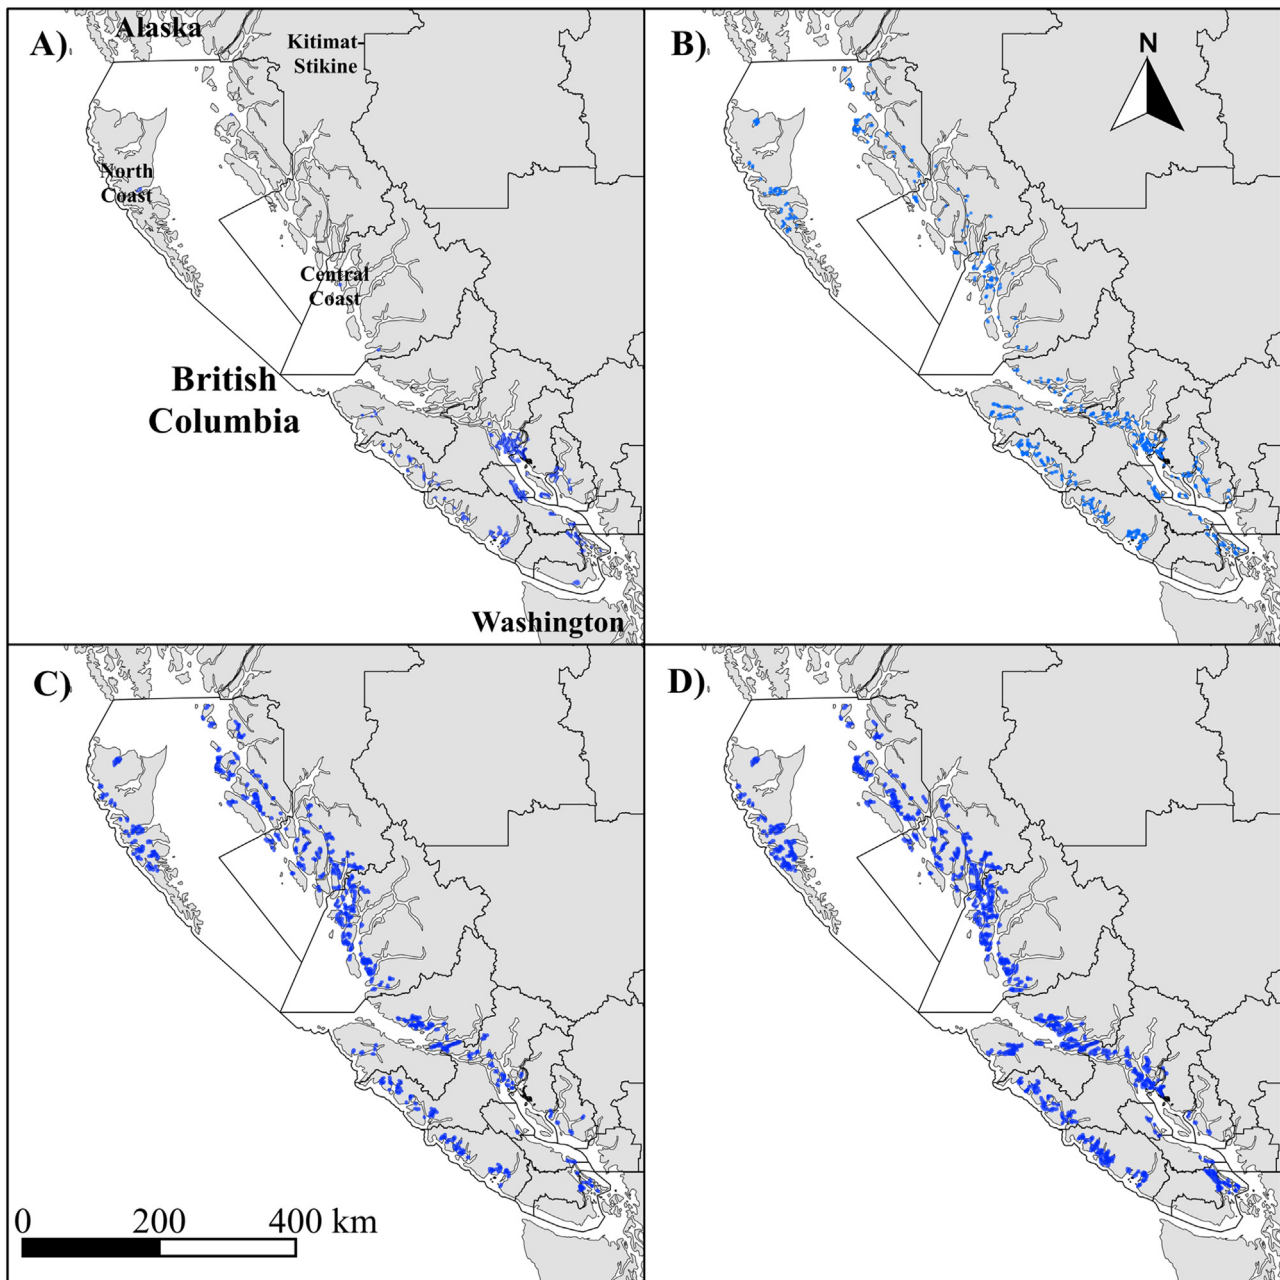 A)
Alaska
Kitimat-
Stikine
North
Coast
Central
Coast
British
Columbia
Washington
B)
N
C)
0 200 400 km
D)